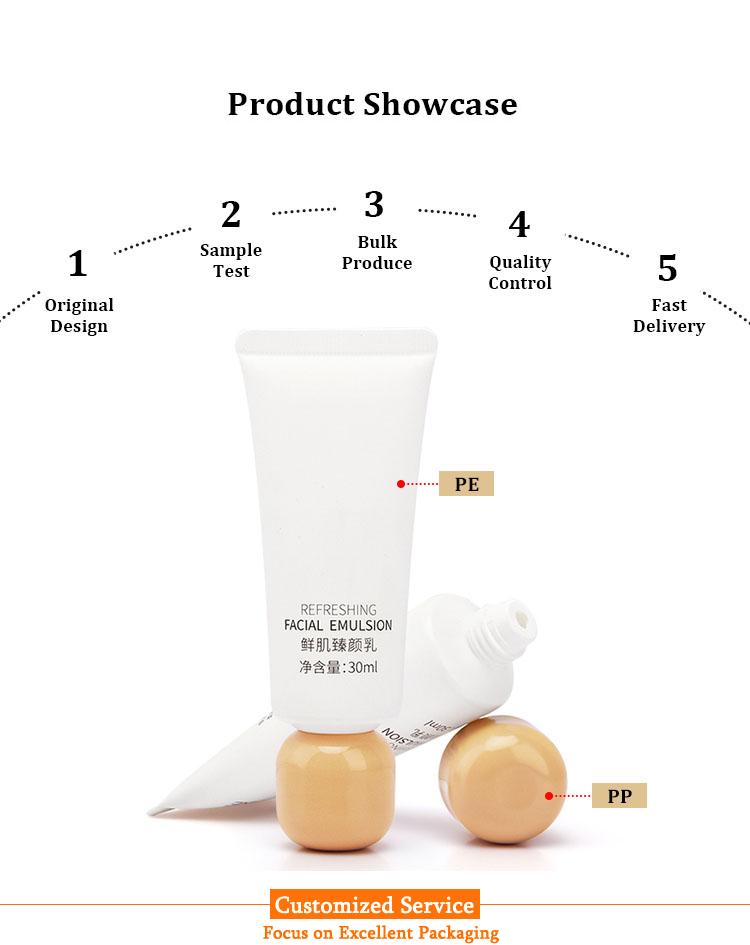 Product Showcase
1
Original
Design
2
Sample
Test
3
Bulk
Produce
4
Quality
Control
5
Fast
Delivery
PE
REFRESHING
FACIAL EMULSION
鲜肌臻颜乳
净含量:30ml
30ml
PP
Customized Service
Focus on Excellent Packaging